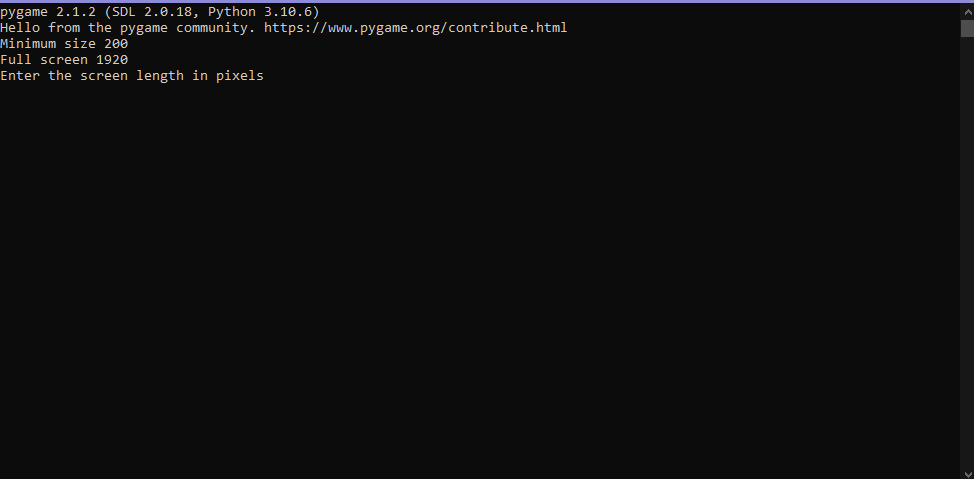 pygame 2.1.2 (SDL 2.0.18, Python 3.10.6)
Hello from the pygame community. https://www.pygame.org/contribute.html
Minimum size 200
Full screen 1920
Enter the screen length in pixels